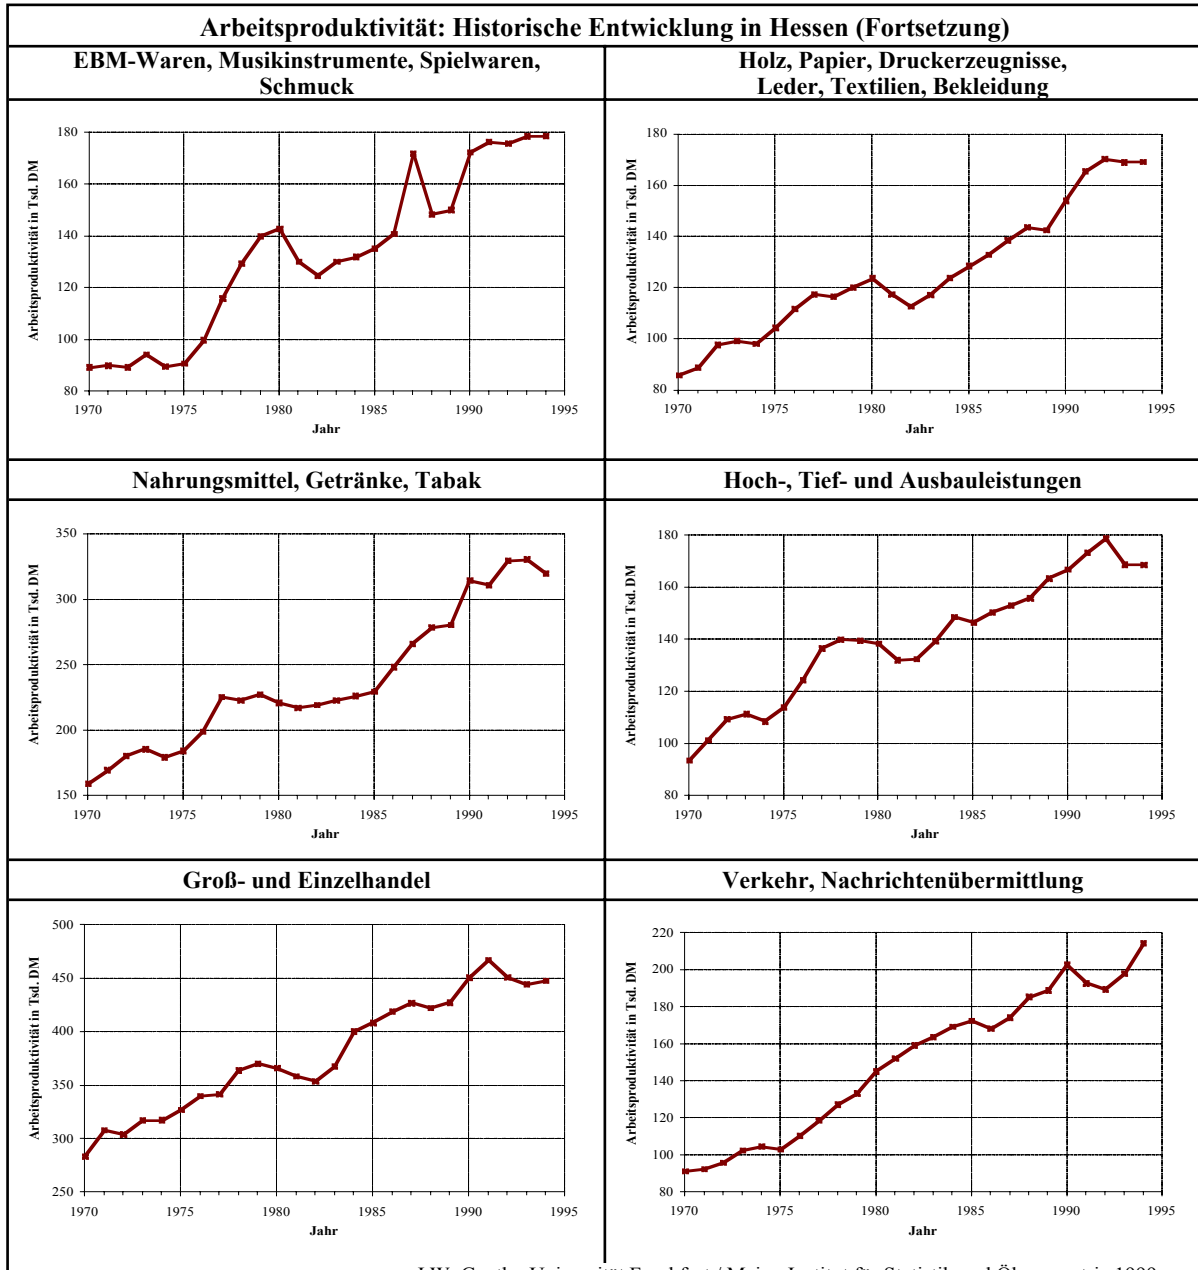 Arbeitsproduktivität: Historische Entwicklung in Hessen (Fortsetzung)
EBM-Waren, Musikinstrumente, Spielwaren,
Schmuck
Arbeitsproduktivität in Tsd. DM
180
160
140
120
100
80
1970 1975 1980 1985 1990 1995
Jahr
Holz, Papier, Druckerzeugnisse,
Leder, Textilien, Bekleidung
Arbeitsproduktivität in Tsd. DM
180
160
140
120
100
80
1970 1975 1980 1985 1990 1995
Jahr
Nahrungsmittel, Getränke, Tabak
Arbeitsproduktivität in Tsd. DM
350
300
250
200
150
1970 1975 1980 1985 1990 1995
Jahr
Hoch-, Tief- und Ausbauleistungen
Arbeitsproduktivität in Tsd. DM
180
160
140
120
100
80
1970 1975 1980 1985 1990 1995
Jahr
Groß- und Einzelhandel
Arbeitsproduktivität in Tsd. DM
500
450
400
350
300
250
1970 1975 1980 1985 1990 1995
Jahr
Verkehr, Nachrichtenübermittlung
Arbeitsproduktivität in Tsd. DM
220
200
180
160
140
120
100
80
1970 1975 1980 1985 1990 1995
Jahr